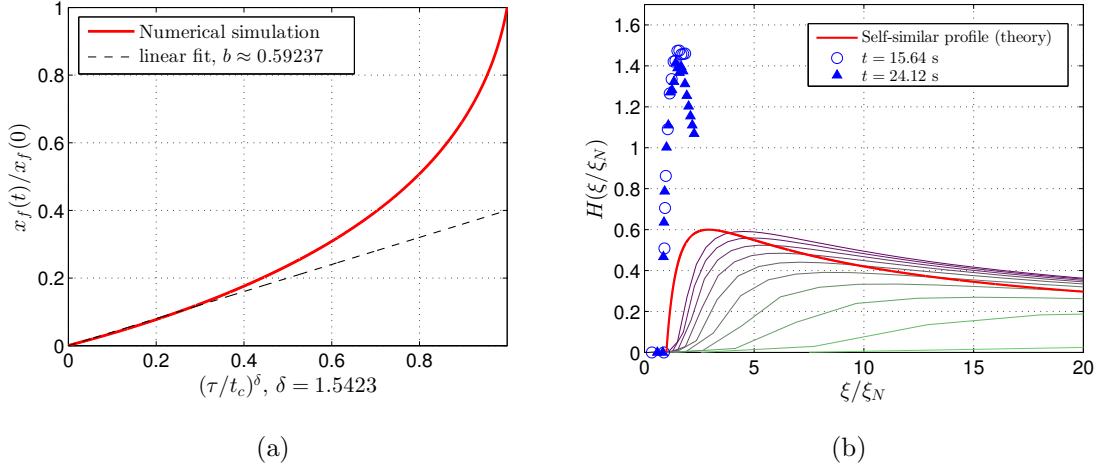 Numerical simulation
linear fit, b ≈ 0.59237
1
0.8
0.6
0.4
0.2
0
0
0.2
0.4
0.6
0.8
x_f(t)/x_f(0)
(τ/t_c)^δ, δ = 1.5423
(a)
Self-similar profile (theory)
t = 15.64 s
t = 24.12 s
1.6
1.4
1.2
1
0.8
0.6
0.4
0.2
0
0
5
10
15
20
H(ξ/ξ_N)
ξ/ξ_N
(b)